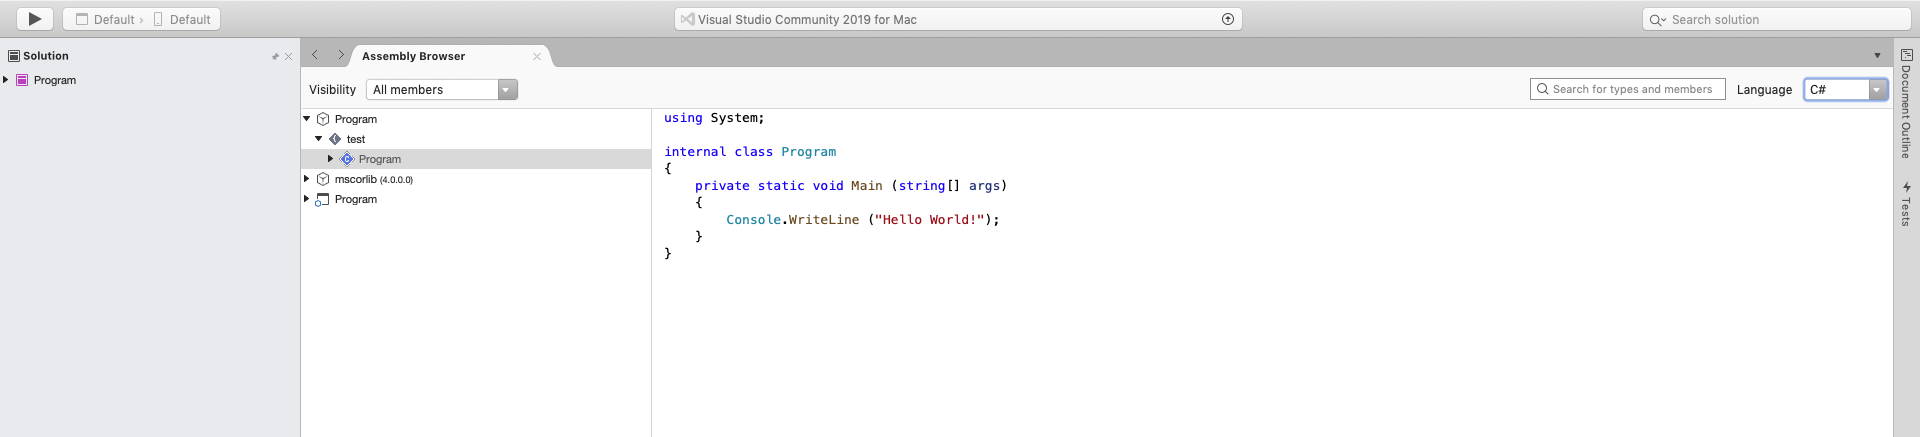 Default › Default
Visual Studio Community 2019 for Mac
Search solution
Solution
Program
Assembly Browser
Visibility All members
Search for types and members
Language C#
Program
test
Program
mscorlib (4.0.0.0)
Program
using System;
internal class Program
{
private static void Main (string[] args)
{
Console.WriteLine ("Hello World!");
}
}
Document Outline
Tests